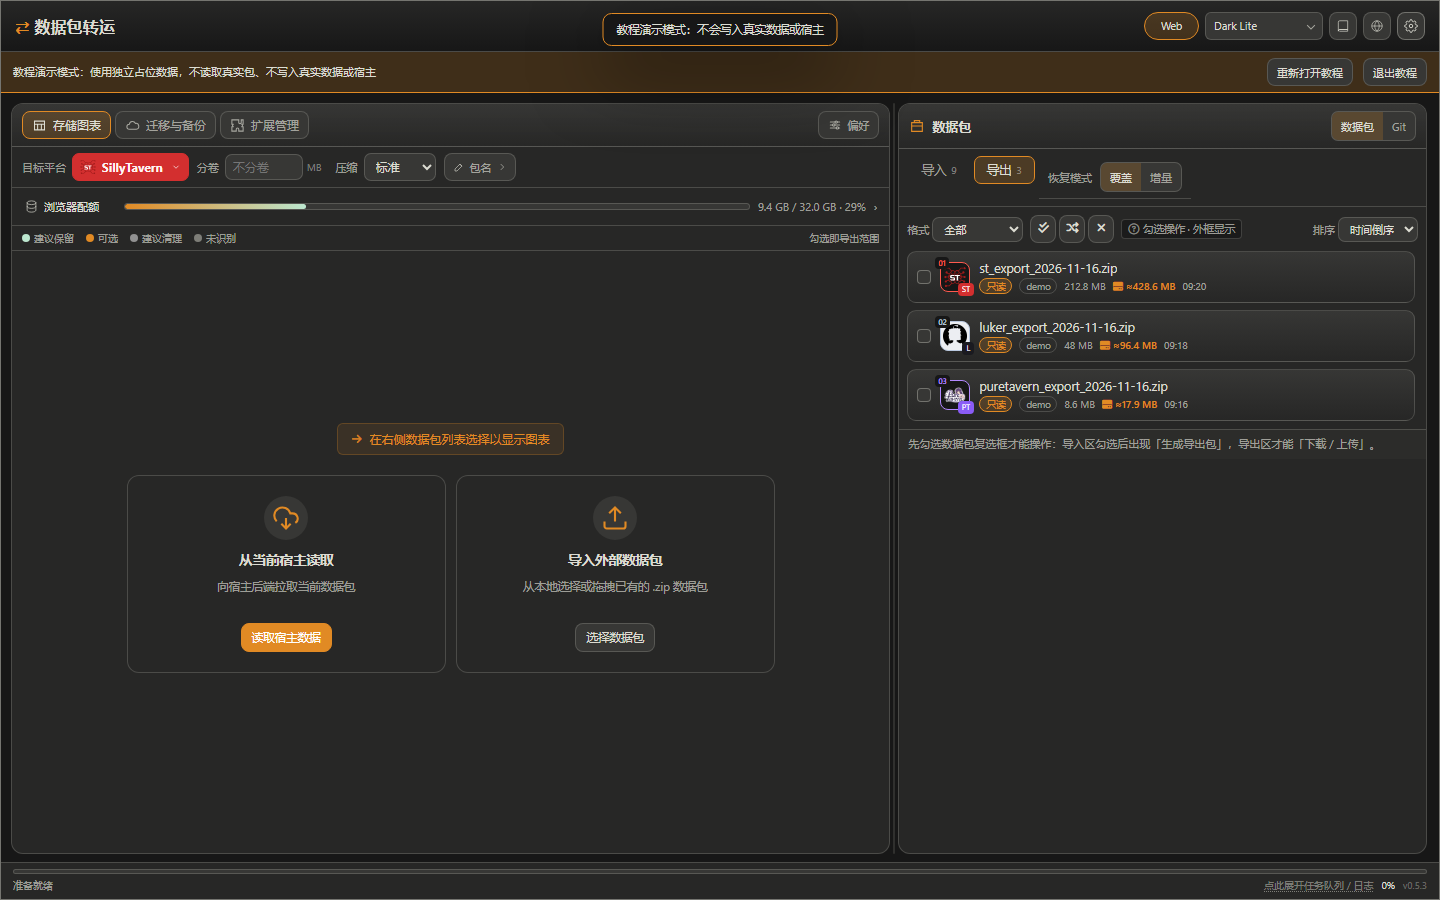 数据包转运
教程演示模式：不会写入真实数据或宿主
Web
Dark Lite
教程演示模式：使用独立占位数据，不读取真实包、不写入真实数据或宿主
重新打开教程
退出教程
存储图表
迁移与备份
扩展管理
偏好
目标平台
ST
SillyTavern
分卷
不分卷
MB
压缩
标准
包名
浏览器配额
9.4 GB / 32.0 GB · 29%
建议保留
可选
建议清理
未识别
勾选即导出范围
在右侧数据包列表选择以显示图表
从当前宿主读取
向宿主后端拉取当前数据包
读取宿主数据
导入外部数据包
从本地选择或拖拽已有的 .zip 数据包
选择数据包
数据包
数据包
Git
导入 9
导出 3
恢复模式
覆盖
增量
格式
全部
勾选操作 · 外框显示
排序
时间倒序
01
ST
ST
st_export_2026-11-16.zip
只读
demo
212.8 MB
≈428.6 MB
09:20
02
L
luker_export_2026-11-16.zip
只读
demo
48 MB
≈96.4 MB
09:18
03
PT
puretavern_export_2026-11-16.zip
只读
demo
8.6 MB
≈17.9 MB
09:16
先勾选数据包复选框才能操作：导入区勾选后出现「生成导出包」，导出区才能「下载 / 上传」。
准备就绪
点此展开任务队列 / 日志
0%
v0.5.3